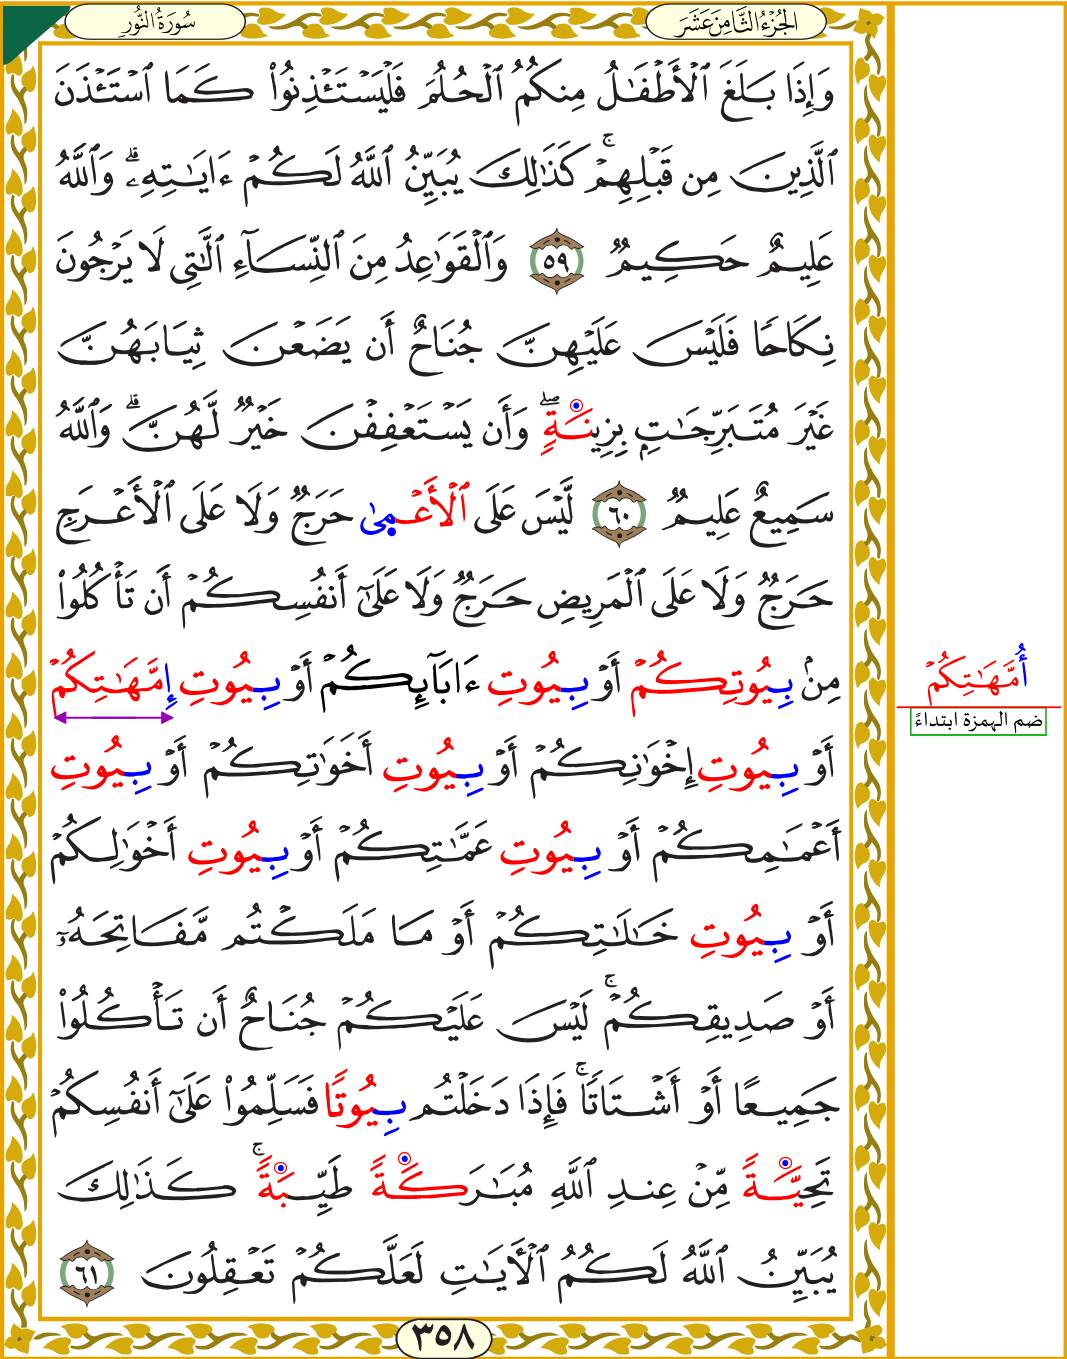 سُورَةُ النُّورِ
الجُزْءُ الثَّامِنَ عَشَرَ
وَإِذَا بَلَغَ ٱلْأَطْفَٰلُ مِنكُمُ ٱلْحُلُمَ فَلْيَسْتَـْٔذِنُوا۟ كَمَا ٱسْتَـْٔذَنَ
ٱلَّذِينَ مِن قَبْلِهِمْ ۚ كَذَٰلِكَ يُبَيِّنُ ٱللَّهُ لَكُمْ ءَايَٰتِهِۦ ۗ وَٱللَّهُ
عَلِيمٌ حَكِيمٌ ٥٩ وَٱلْقَوَٰعِدُ مِنَ ٱلنِّسَآءِ ٱلَّٰتِى لَا يَرْجُونَ
نِكَاحًا فَلَيْسَ عَلَيْهِنَّ جُنَاحٌ أَن يَضَعْنَ ثِيَابَهُنَّ
غَيْرَ مُتَبَرِّجَٰتٍۭ بِزِينَةٍ ۖ وَأَن يَسْتَعْفِفْنَ خَيْرٌ لَّهُنَّ ۗ وَٱللَّهُ
سَمِيعٌ عَلِيمٌ ٦٠ لَّيْسَ عَلَى ٱلْأَعْمَىٰ حَرَجٌ وَلَا عَلَى ٱلْأَعْرَجِ
حَرَجٌ وَلَا عَلَى ٱلْمَرِيضِ حَرَجٌ وَلَا عَلَىٰٓ أَنفُسِكُمْ أَن تَأْكُلُوا۟
مِنۢ بِيُوتِكُمْ أَوْ بِيُوتِ ءَابَآئِكُمْ أَوْ بِيُوتِ إِمَّهَٰتِكُمْ
أُمَّهَٰتِكُمْ
ضم الهمزة ابتداءً
أَوْ بِيُوتِ إِخْوَٰنِكُمْ أَوْ بِيُوتِ أَخَوَٰتِكُمْ أَوْ بِيُوتِ
أَعْمَٰمِكُمْ أَوْ بِيُوتِ عَمَّٰتِكُمْ أَوْ بِيُوتِ أَخْوَٰلِكُمْ
أَوْ بِيُوتِ خَٰلَٰتِكُمْ أَوْ مَا مَلَكْتُم مَّفَاتِحَهُۥٓ
أَوْ صَدِيقِكُمْ ۚ لَيْسَ عَلَيْكُمْ جُنَاحٌ أَن تَأْكُلُوا۟
جَمِيعًا أَوْ أَشْتَاتًا ۚ فَإِذَا دَخَلْتُم بِيُوتًا فَسَلِّمُوا۟ عَلَىٰٓ أَنفُسِكُمْ
تَحِيَّةً مِّنْ عِندِ ٱللَّهِ مُبَٰرَكَةً طَيِّبَةً ۚ كَذَٰلِكَ
يُبَيِّنُ ٱللَّهُ لَكُمُ ٱلْأَيَٰتِ لَعَلَّكُمْ تَعْقِلُونَ ٦١
٣٥٨